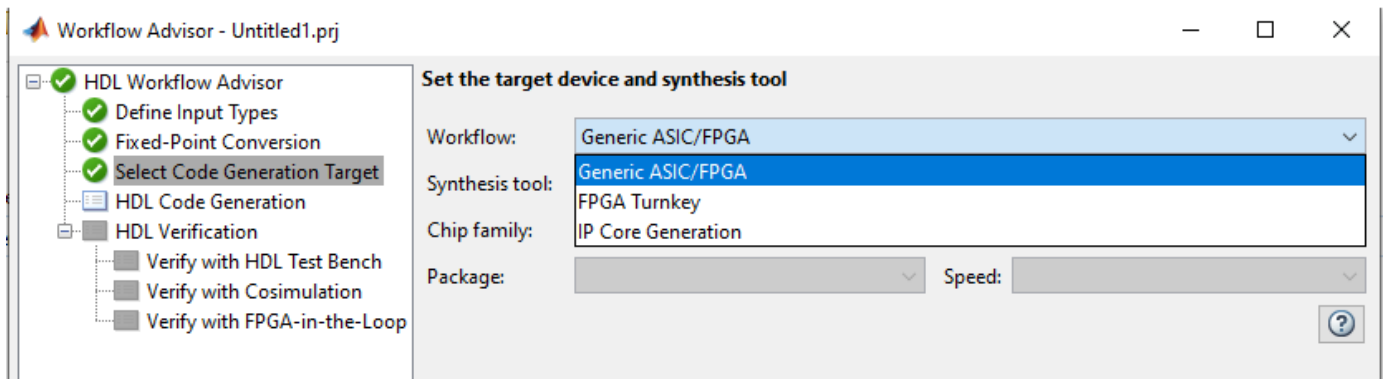 Workflow Advisor - Untitled1.prj
HDL Workflow Advisor
Define Input Types
Fixed-Point Conversion
Select Code Generation Target
HDL Code Generation
HDL Verification
Verify with HDL Test Bench
Verify with Cosimulation
Verify with FPGA-in-the-Loop
Set the target device and synthesis tool
Workflow: Generic ASIC/FPGA
Generic ASIC/FPGA
Synthesis tool:
FPGA Turnkey
Chip family: IP Core Generation
Package: Speed:
?